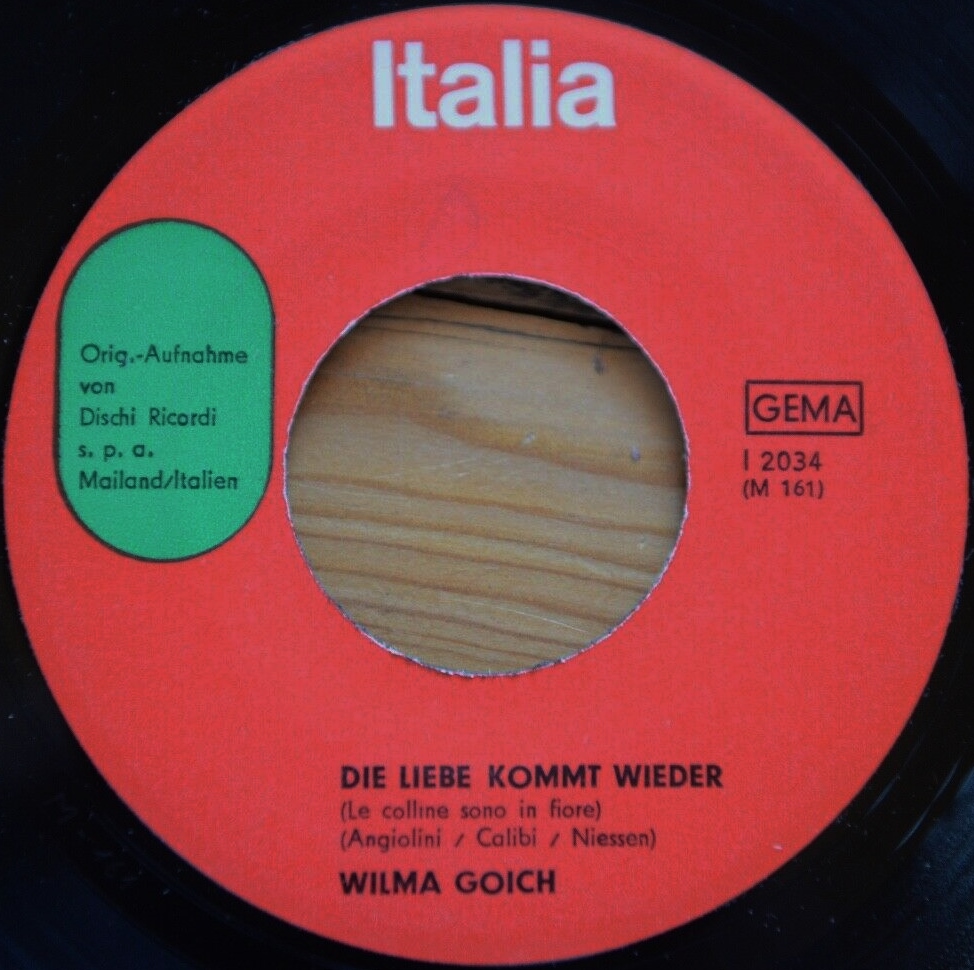 Italia
Orig.-Aufnahme
von
Dischi Ricordi
s. p. a.
Mailand/Italien
GEMA
I 2034
(M 161)
DIE LIEBE KOMMT WIEDER
(Le colline sono in fiore)
(Angiolini / Calibi / Niessen)
WILMA GOICH